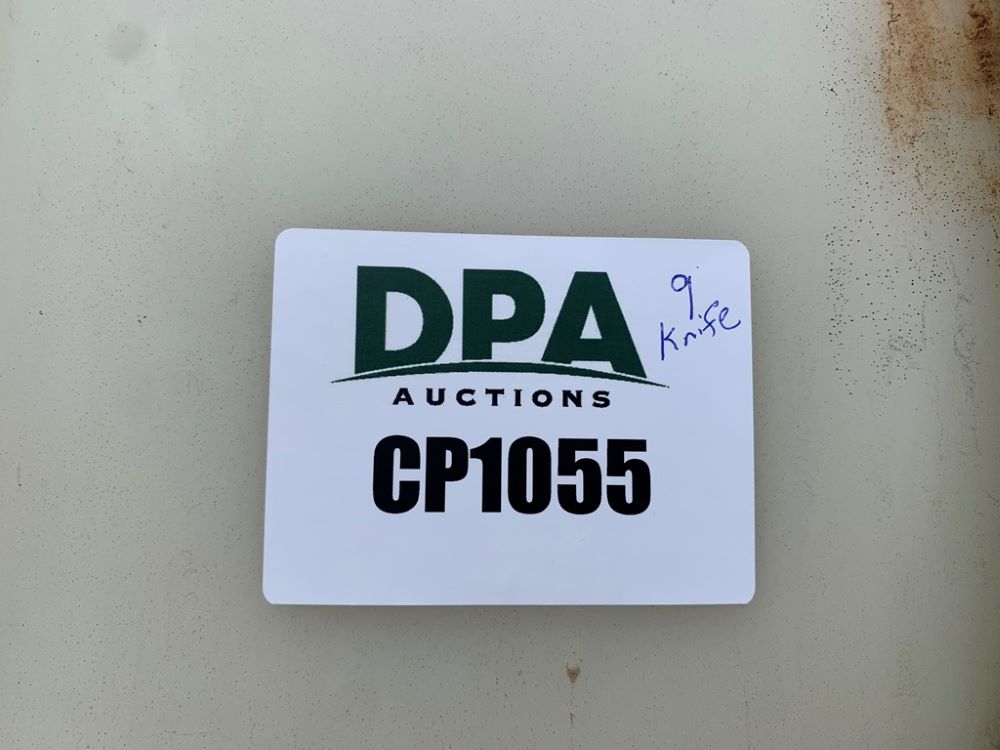 DPA
AUCTIONS
9
Knife
CP1055